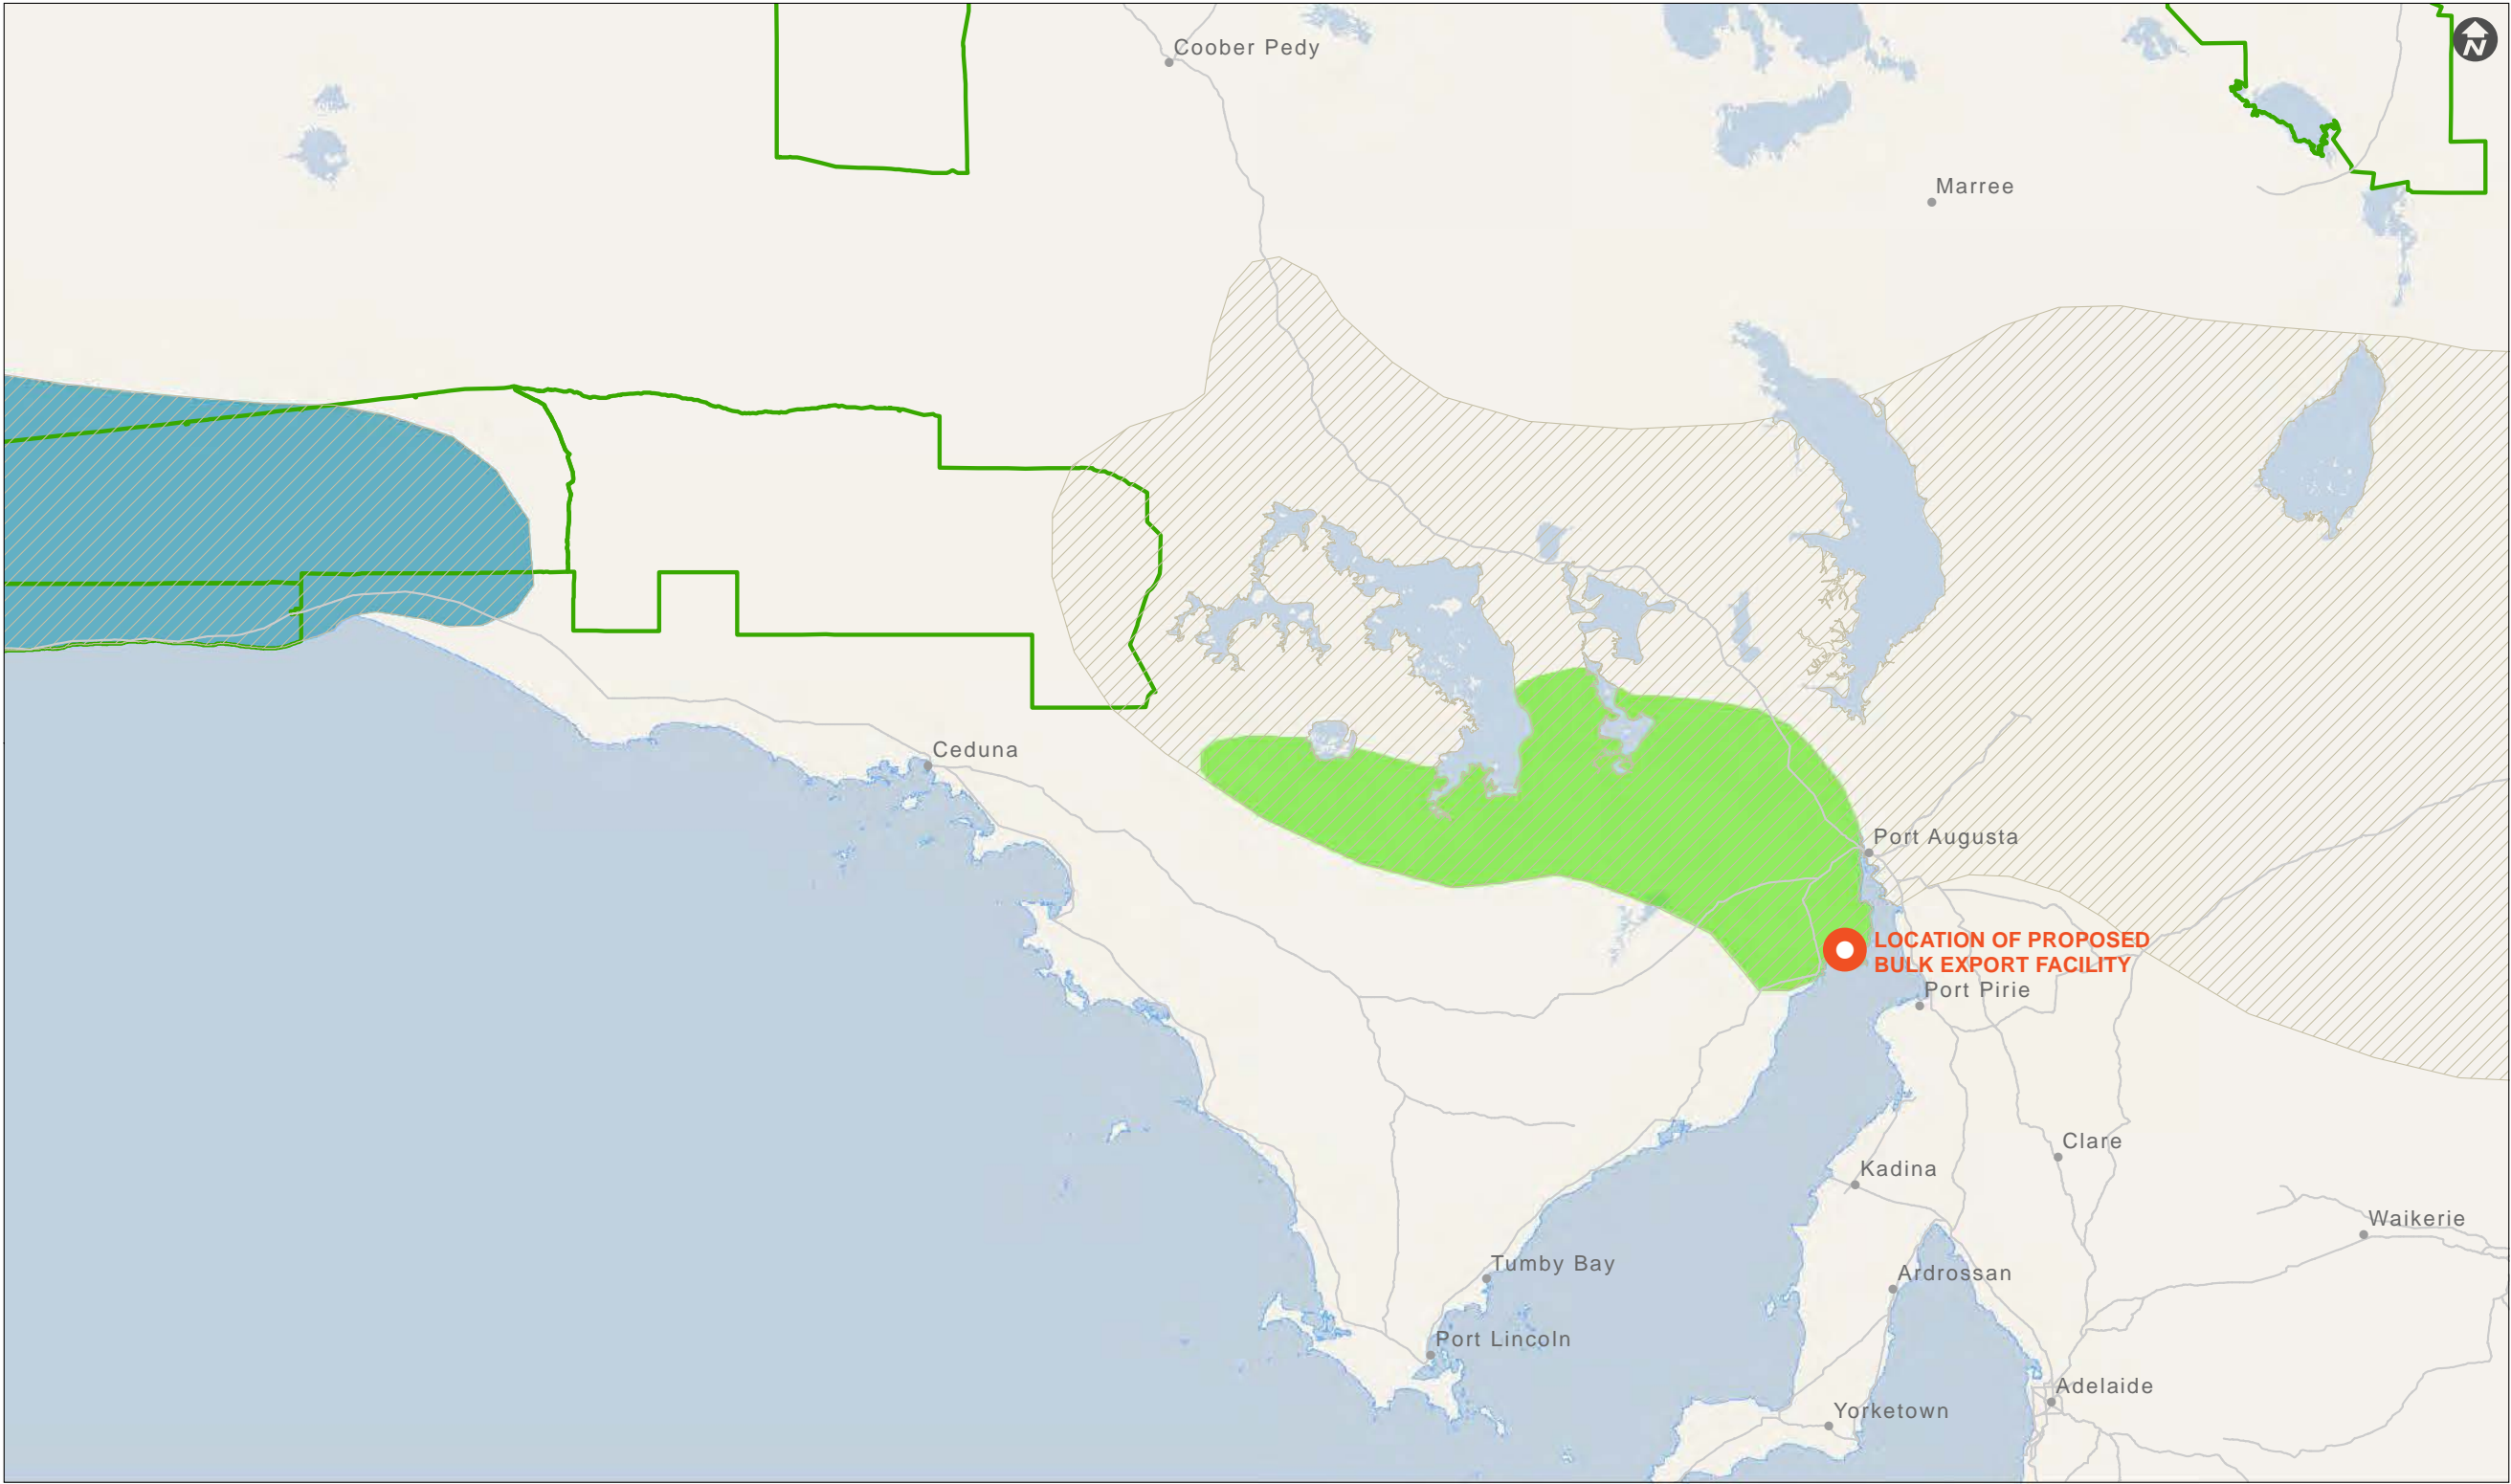 Coober Pedy
N
Marree
Ceduna
Port Augusta
LOCATION OF PROPOSED
BULK EXPORT FACILITY
Port Pirie
Clare
Kadina
Waikerie
Tumby Bay
Ardrossan
Port Lincoln
Adelaide
Yorketown